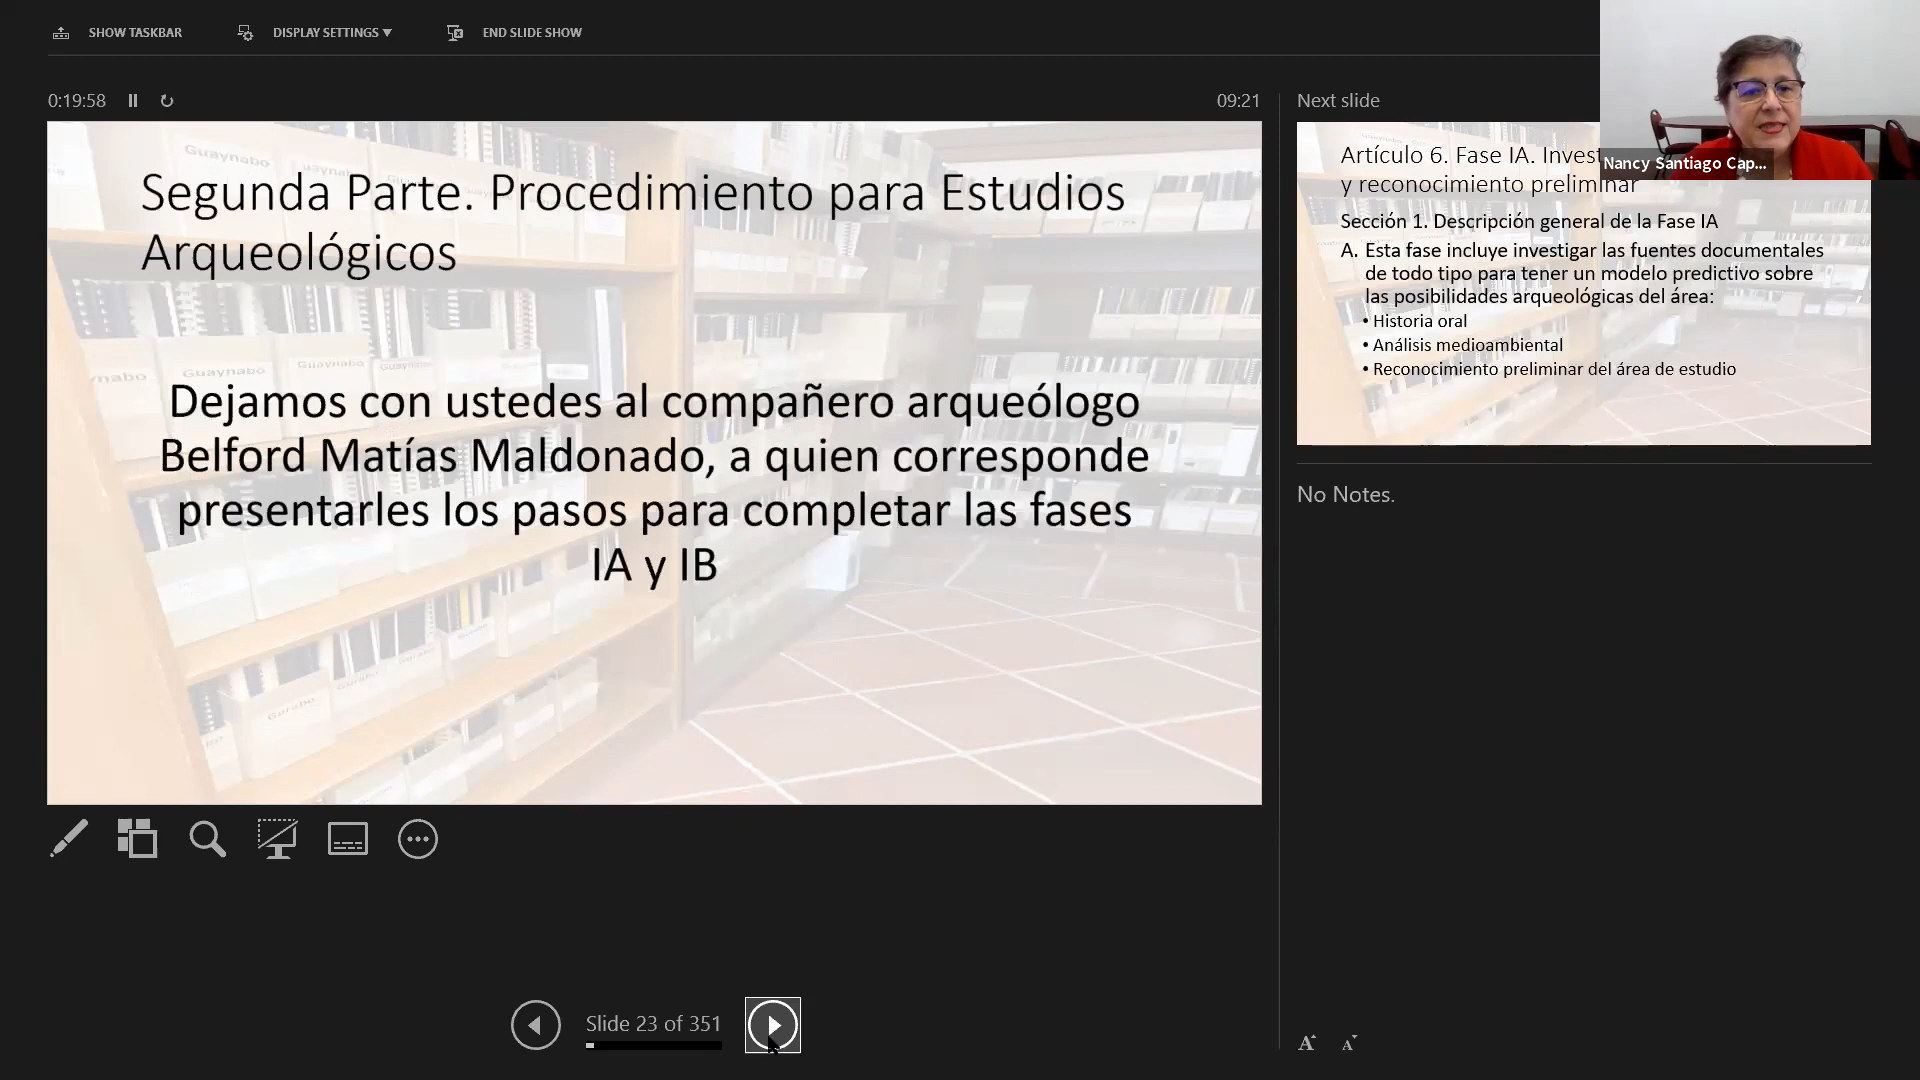 SHOW TASKBAR
DISPLAY SETTINGS ▼
END SLIDE SHOW
0:19:58
09:21
Guaynabo
Guaynabo
Guaynabo
Guaynabo
Gurabo
Segunda Parte. Procedimiento para Estudios
Arqueológicos
Dejamos con ustedes al compañero arqueólogo
Belford Matías Maldonado, a quien corresponde
presentarles los pasos para completar las fases
IA y IB
Next slide
Nancy Santiago Cap...
Artículo 6. Fase IA. Invest
y reconocimiento preliminar
Sección 1. Descripción general de la Fase IA
A. Esta fase incluye investigar las fuentes documentales
de todo tipo para tener un modelo predictivo sobre
las posibilidades arqueológicas del área:
• Historia oral
• Análisis medioambiental
• Reconocimiento preliminar del área de estudio
No Notes.
Slide 23 of 351
A A